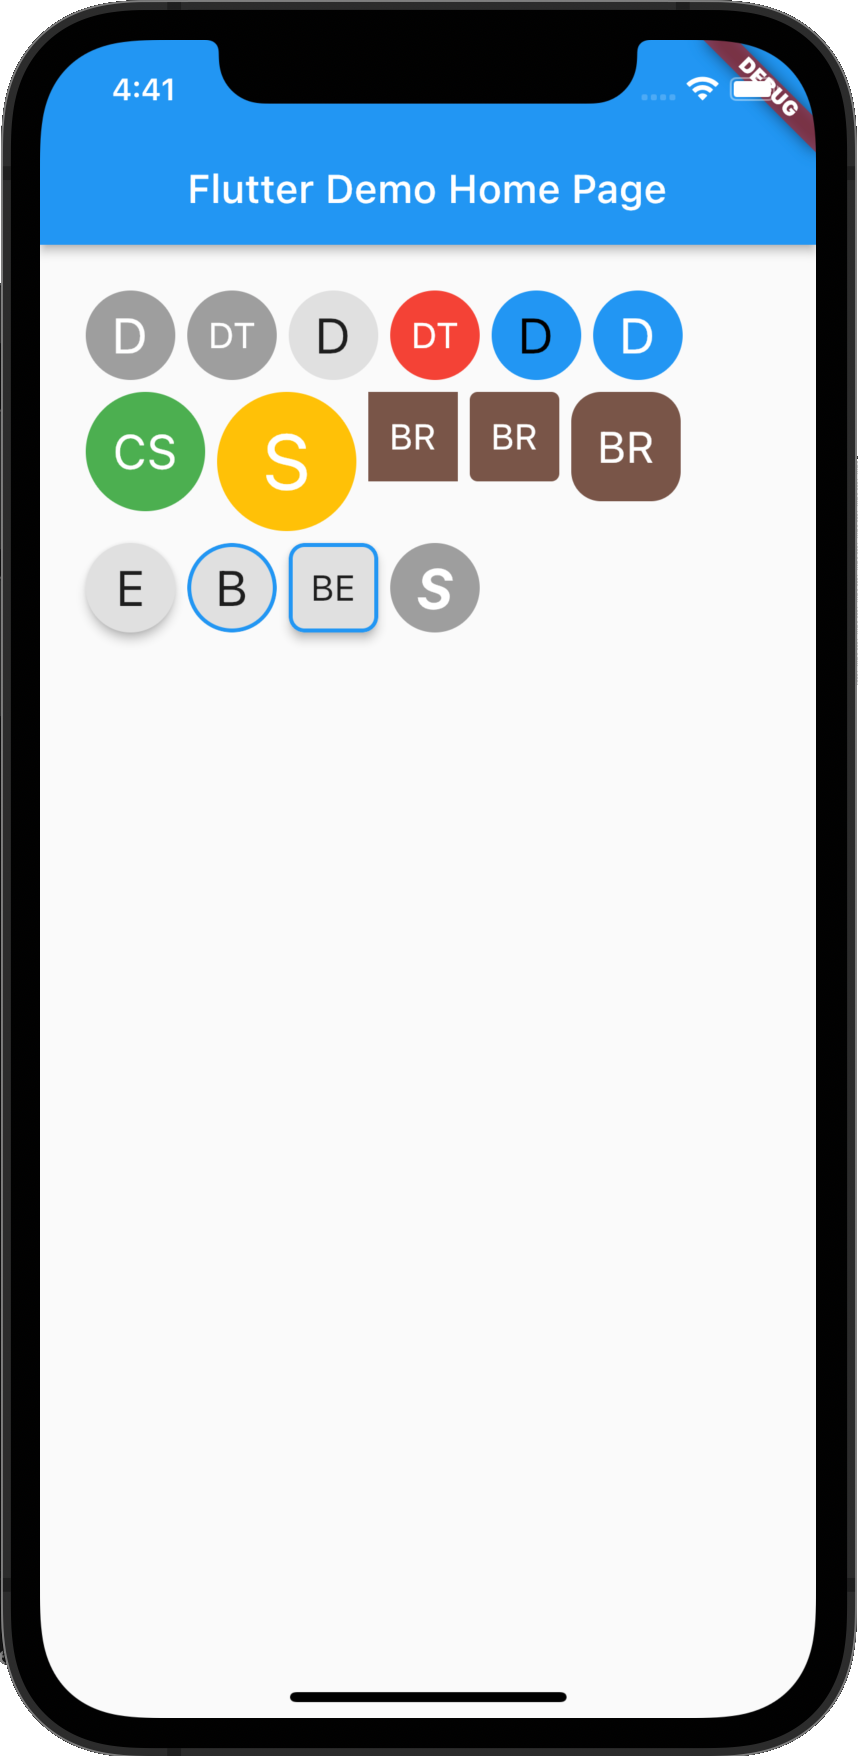 4:41
DEBUG
Flutter Demo Home Page
D DT D DT D D
CS S BR BR BR
E B BE S